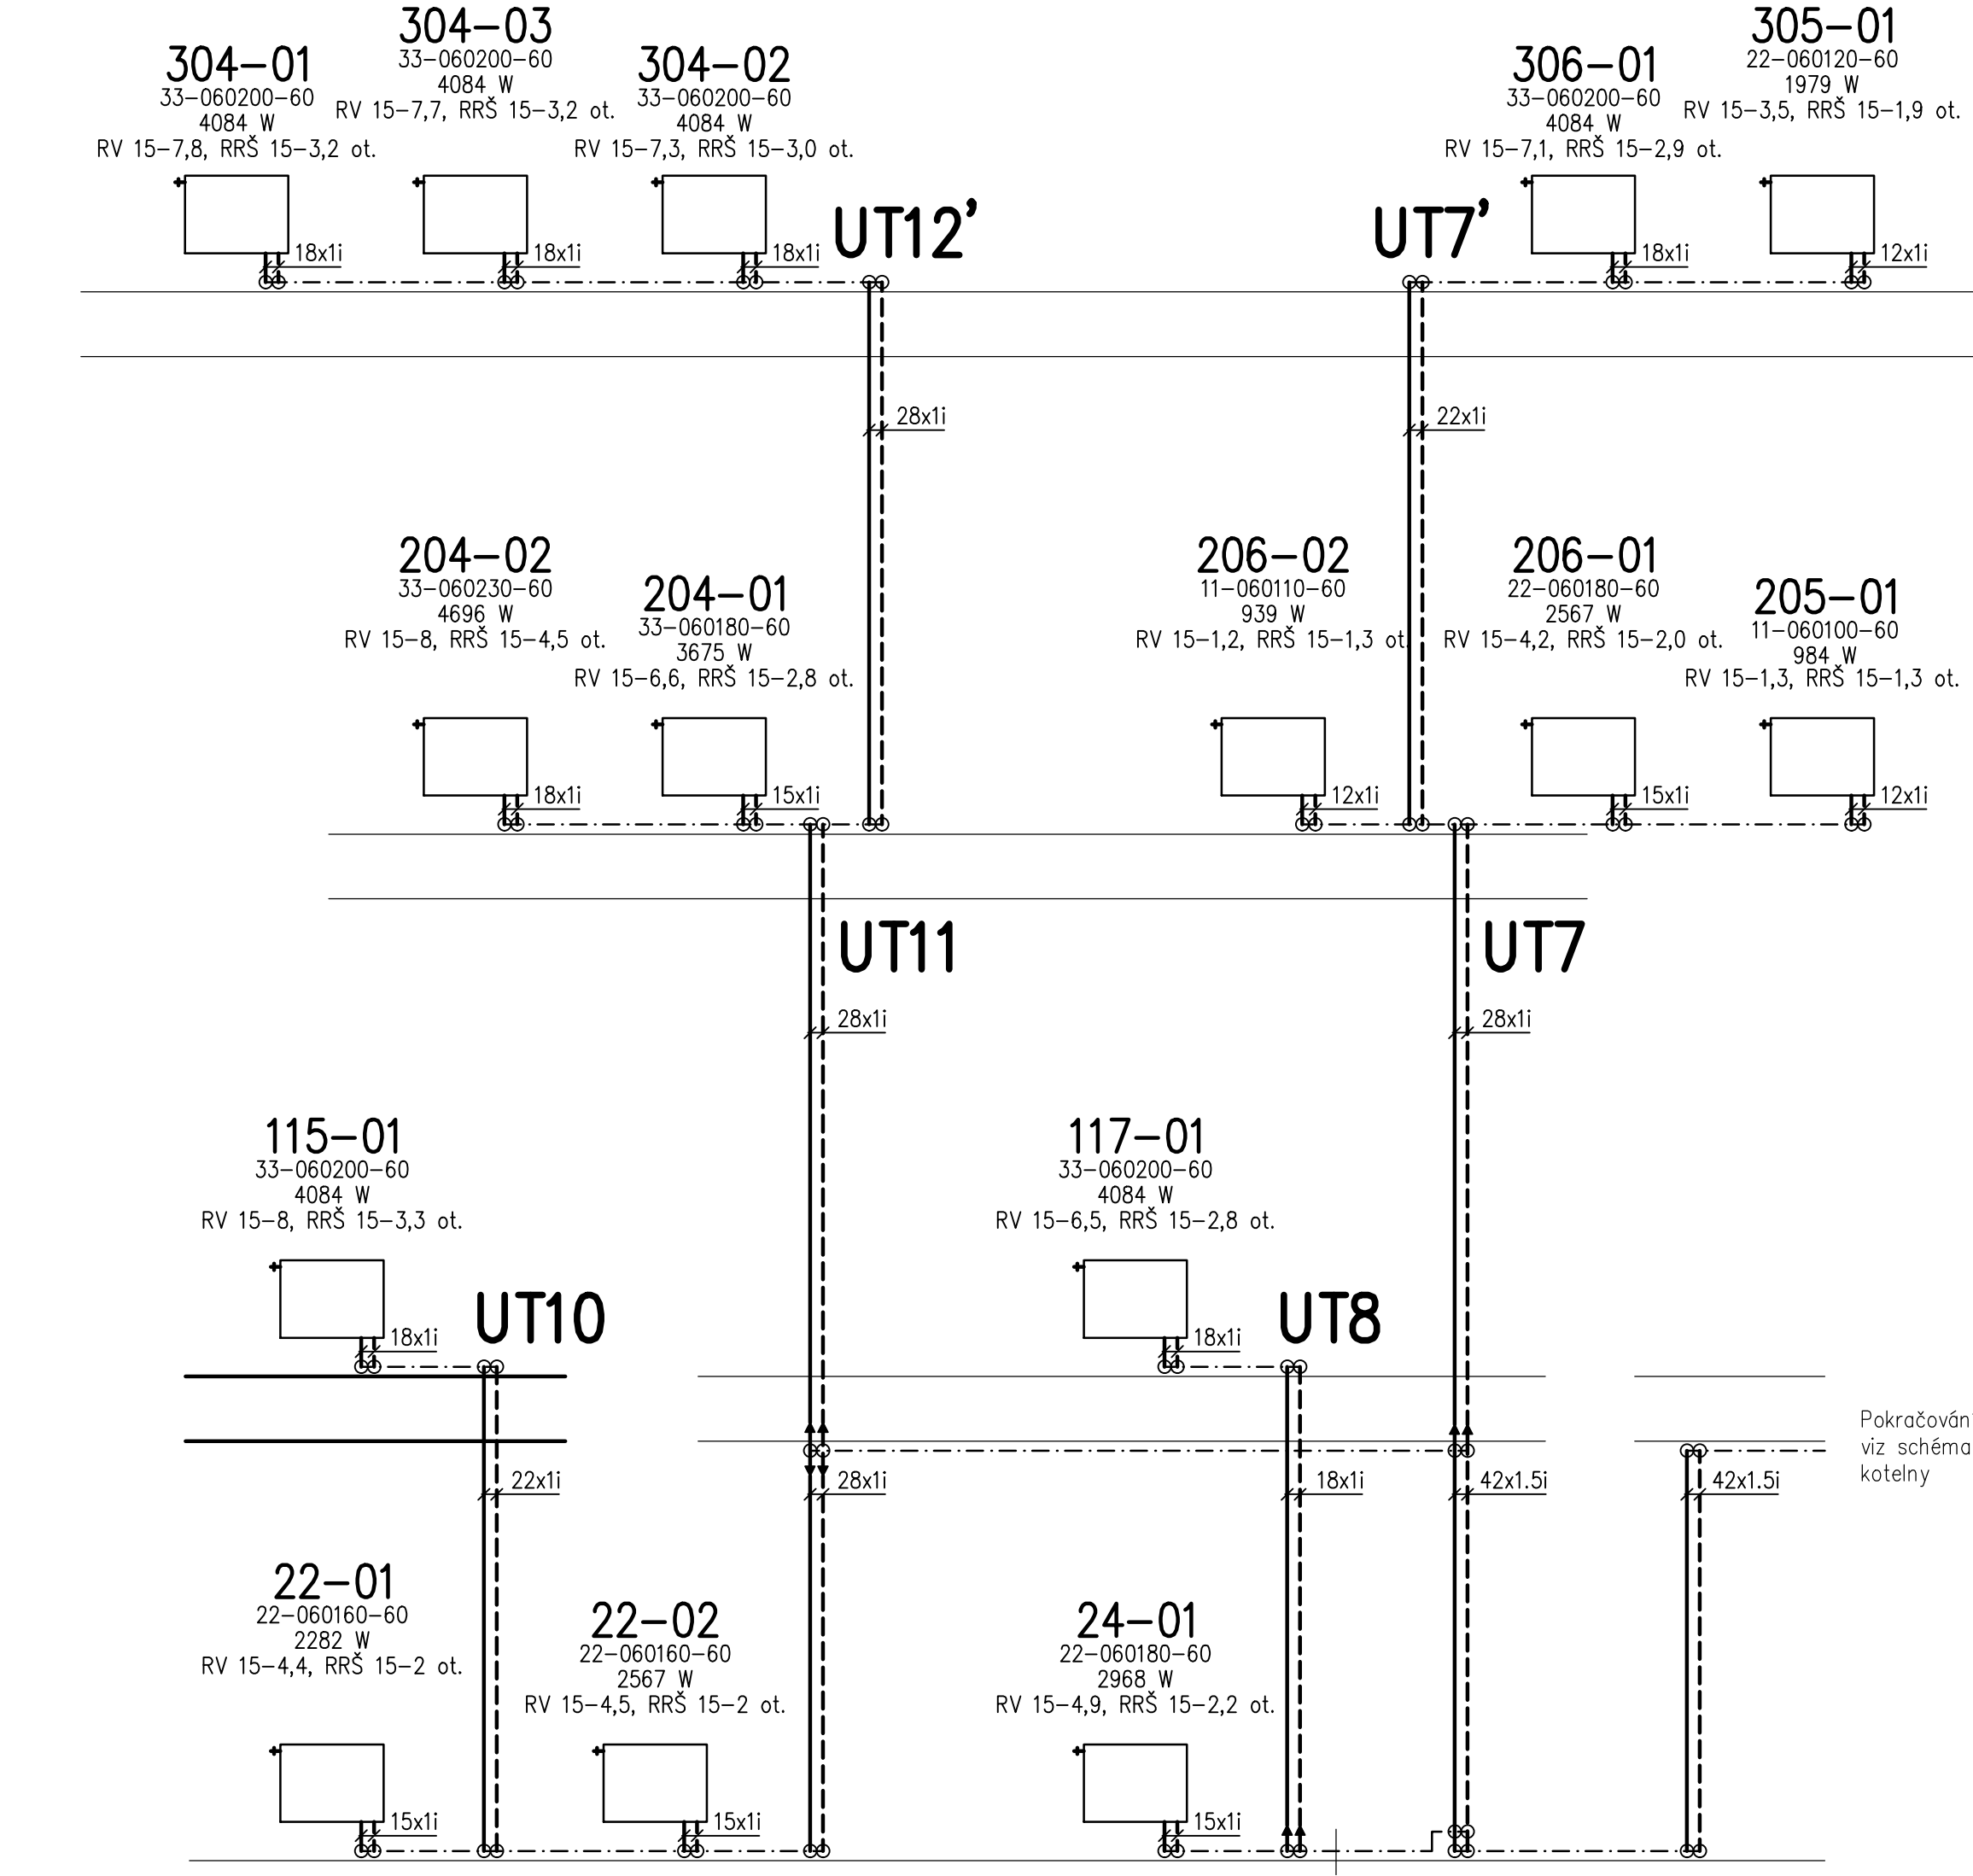 304-01
33-060200-60
4084 W
RV 15-7,8, RRŠ 15-3,2 ot.
304-03
33-060200-60
4084 W
RV 15-7,7, RRŠ 15-3,2 ot.
304-02
33-060200-60
4084 W
RV 15-7,3, RRŠ 15-3,0 ot.
306-01
33-060200-60
4084 W
RV 15-7,1, RRŠ 15-2,9 ot.
305-01
22-060120-60
1979 W
RV 15-3,5, RRŠ 15-1,9 ot.
UT12'
UT7'
18x1i
18x1i
18x1i
18x1i
12x1i
28x1i
22x1i
204-02
33-060230-60
4696 W
RV 15-8, RRŠ 15-4,5 ot.
204-01
33-060180-60
3675 W
RV 15-6,6, RRŠ 15-2,8 ot.
206-02
11-060110-60
939 W
RV 15-1,2, RRŠ 15-1,3 ot.
206-01
22-060180-60
2567 W
RV 15-4,2, RRŠ 15-2,0 ot.
205-01
11-060100-60
984 W
RV 15-1,3, RRŠ 15-1,3 ot.
18x1i
15x1i
12x1i
15x1i
12x1i
UT11
UT7
28x1i
28x1i
115-01
33-060200-60
4084 W
RV 15-8, RRŠ 15-3,3 ot.
117-01
33-060200-60
4084 W
RV 15-6,5, RRŠ 15-2,8 ot.
UT10
UT8
18x1i
18x1i
Pokračování
viz schéma
kotelny
22x1i
28x1i
18x1i
42x1.5i
42x1.5i
22-01
22-060160-60
2282 W
RV 15-4,4, RRŠ 15-2 ot.
22-02
22-060160-60
2567 W
RV 15-4,5, RRŠ 15-2 ot.
24-01
22-060180-60
2968 W
RV 15-4,9, RRŠ 15-2,2 ot.
15x1i
15x1i
15x1i